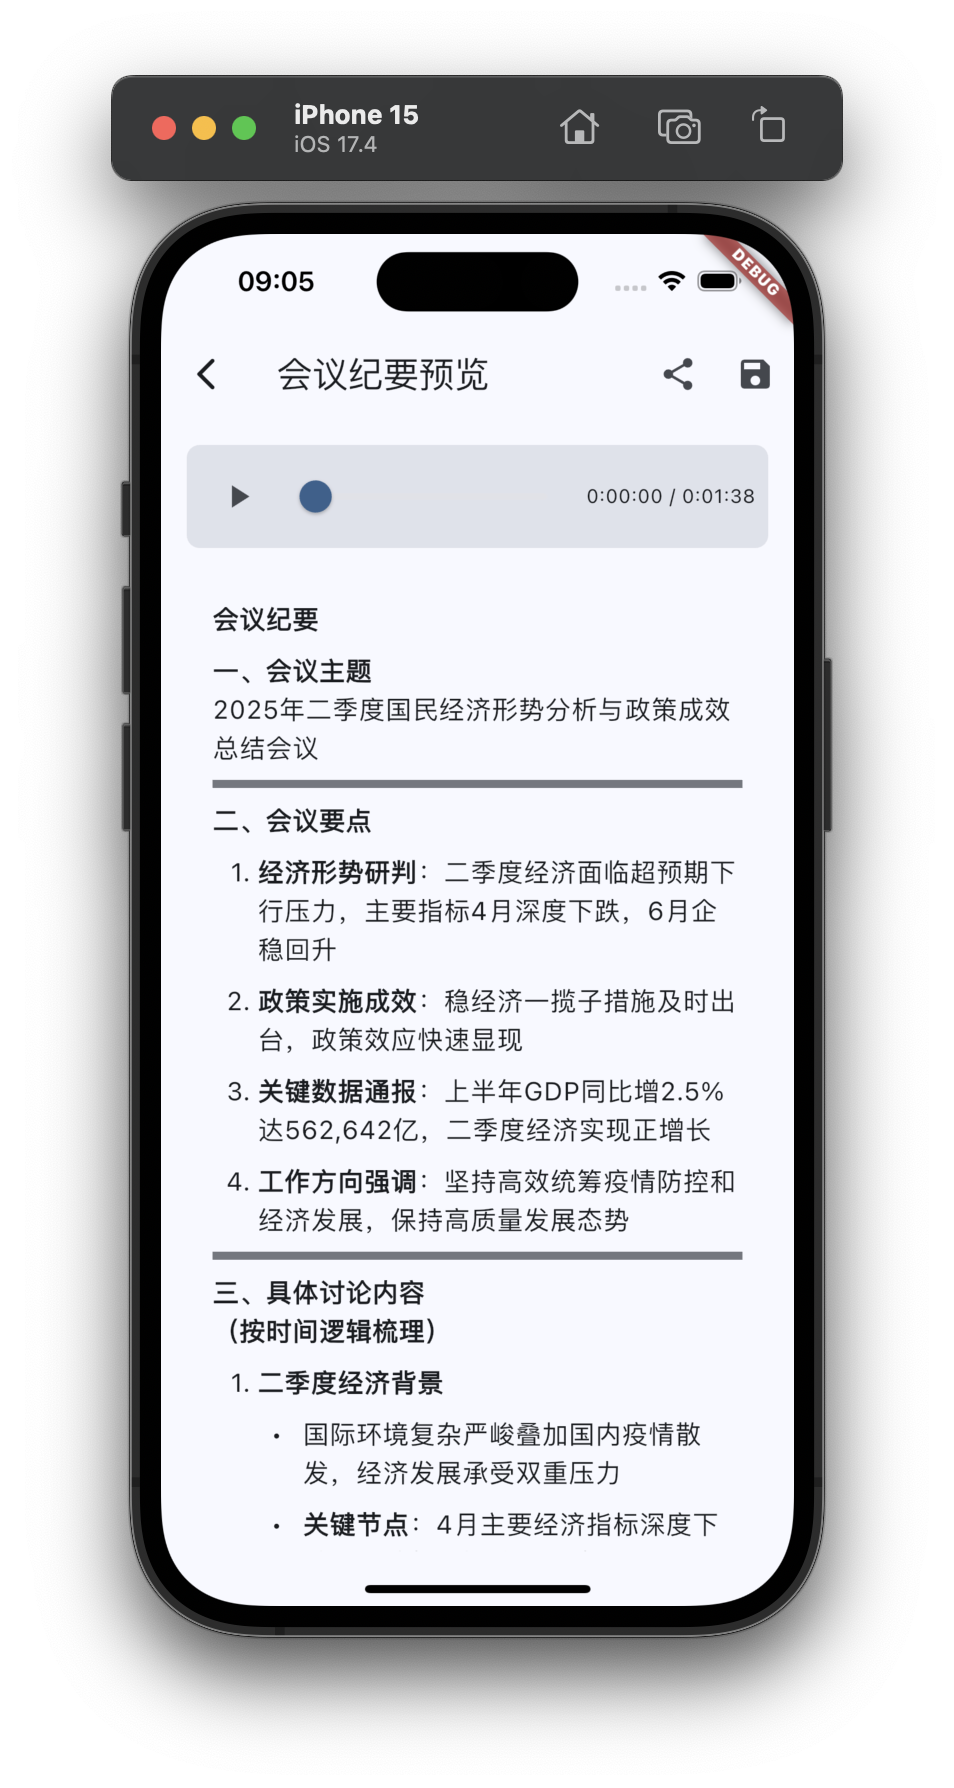 iPhone 15
iOS 17.4
09:05
DEBUG
会议纪要预览
0:00:00 / 0:01:38
会议纪要
一、会议主题
2025年二季度国民经济形势分析与政策成效
总结会议
二、会议要点
1. 经济形势研判：二季度经济面临超预期下
行压力，主要指标4月深度下跌，6月企
稳回升
2. 政策实施成效：稳经济一揽子措施及时出
台，政策效应快速显现
3. 关键数据通报：上半年GDP同比增2.5%
达562,642亿，二季度经济实现正增长
4. 工作方向强调：坚持高效统筹疫情防控和
经济发展，保持高质量发展态势
三、具体讨论内容
（按时间逻辑梳理）
1. 二季度经济背景
• 国际环境复杂严峻叠加国内疫情散
发，经济发展承受双重压力
• 关键节点：4月主要经济指标深度下